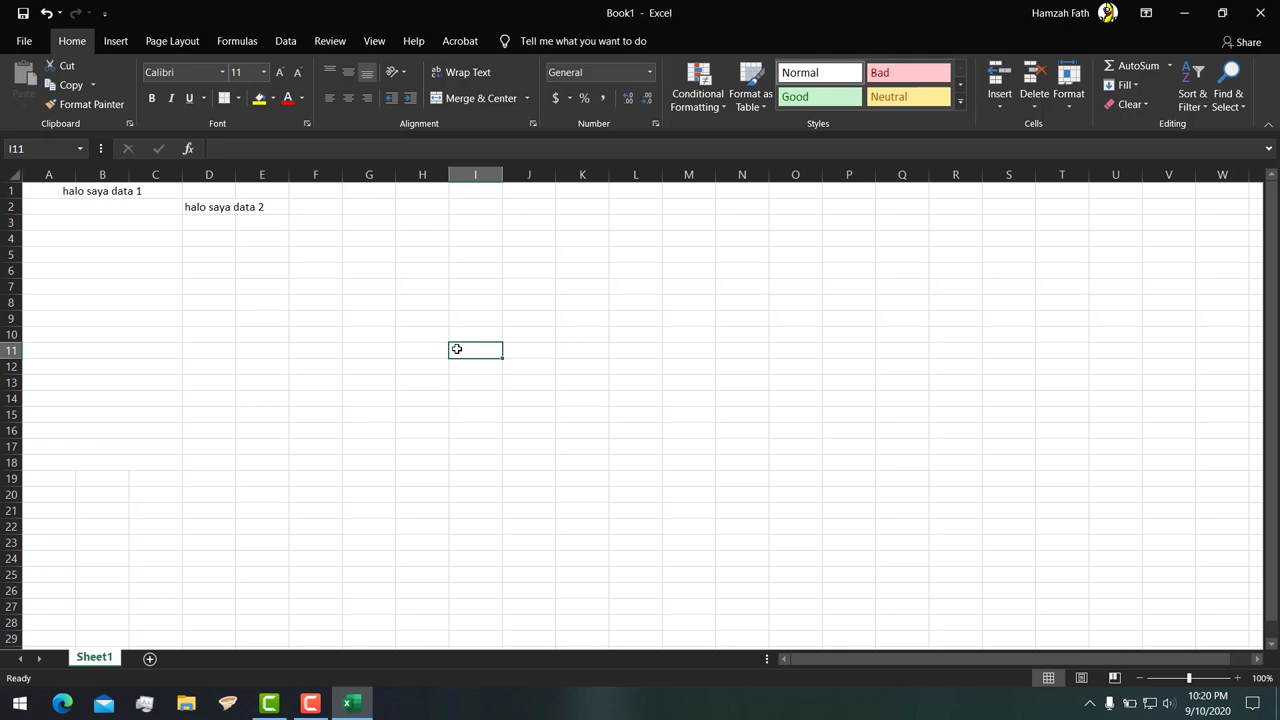 Book1 - Excel
Hamzah Fath
File Home Insert Page Layout Formulas Data Review View Help Acrobat Tell me what you want to do Share
Paste
Cut
Copy
Format Painter
Clipboard
Calibri 11
B I U
Font
Wrap Text
Merge & Center
Alignment
General
$ % ,
Number
Conditional Formatting
Format as Table
Normal Bad
Good Neutral
Styles
Insert Delete Format
Cells
AutoSum
Fill
Clear
Sort & Filter
Find & Select
Editing
I11 fx
A B C D E F G H I J K L M N O P Q R S T U V W
1 halo saya data 1
2 halo saya data 2
3
4
5
6
7
8
9
10
11
12
13
14
15
16
17
18
19
20
21
22
23
24
25
26
27
28
29
Sheet1
Ready 100%
10:20 PM
9/10/2020